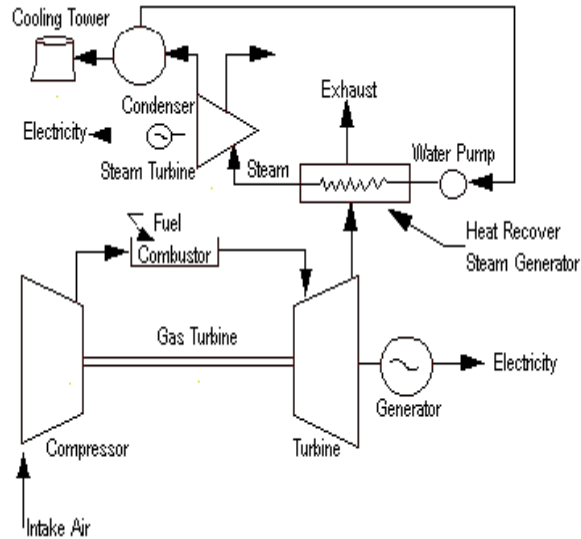 Cooling Tower
Condenser
Exhaust
Electricity
Steam Turbine
Steam
Water Pump
Heat Recover
Steam Generator
Fuel
Combustor
Gas Turbine
Electricity
Generator
Compressor
Turbine
Intake Air